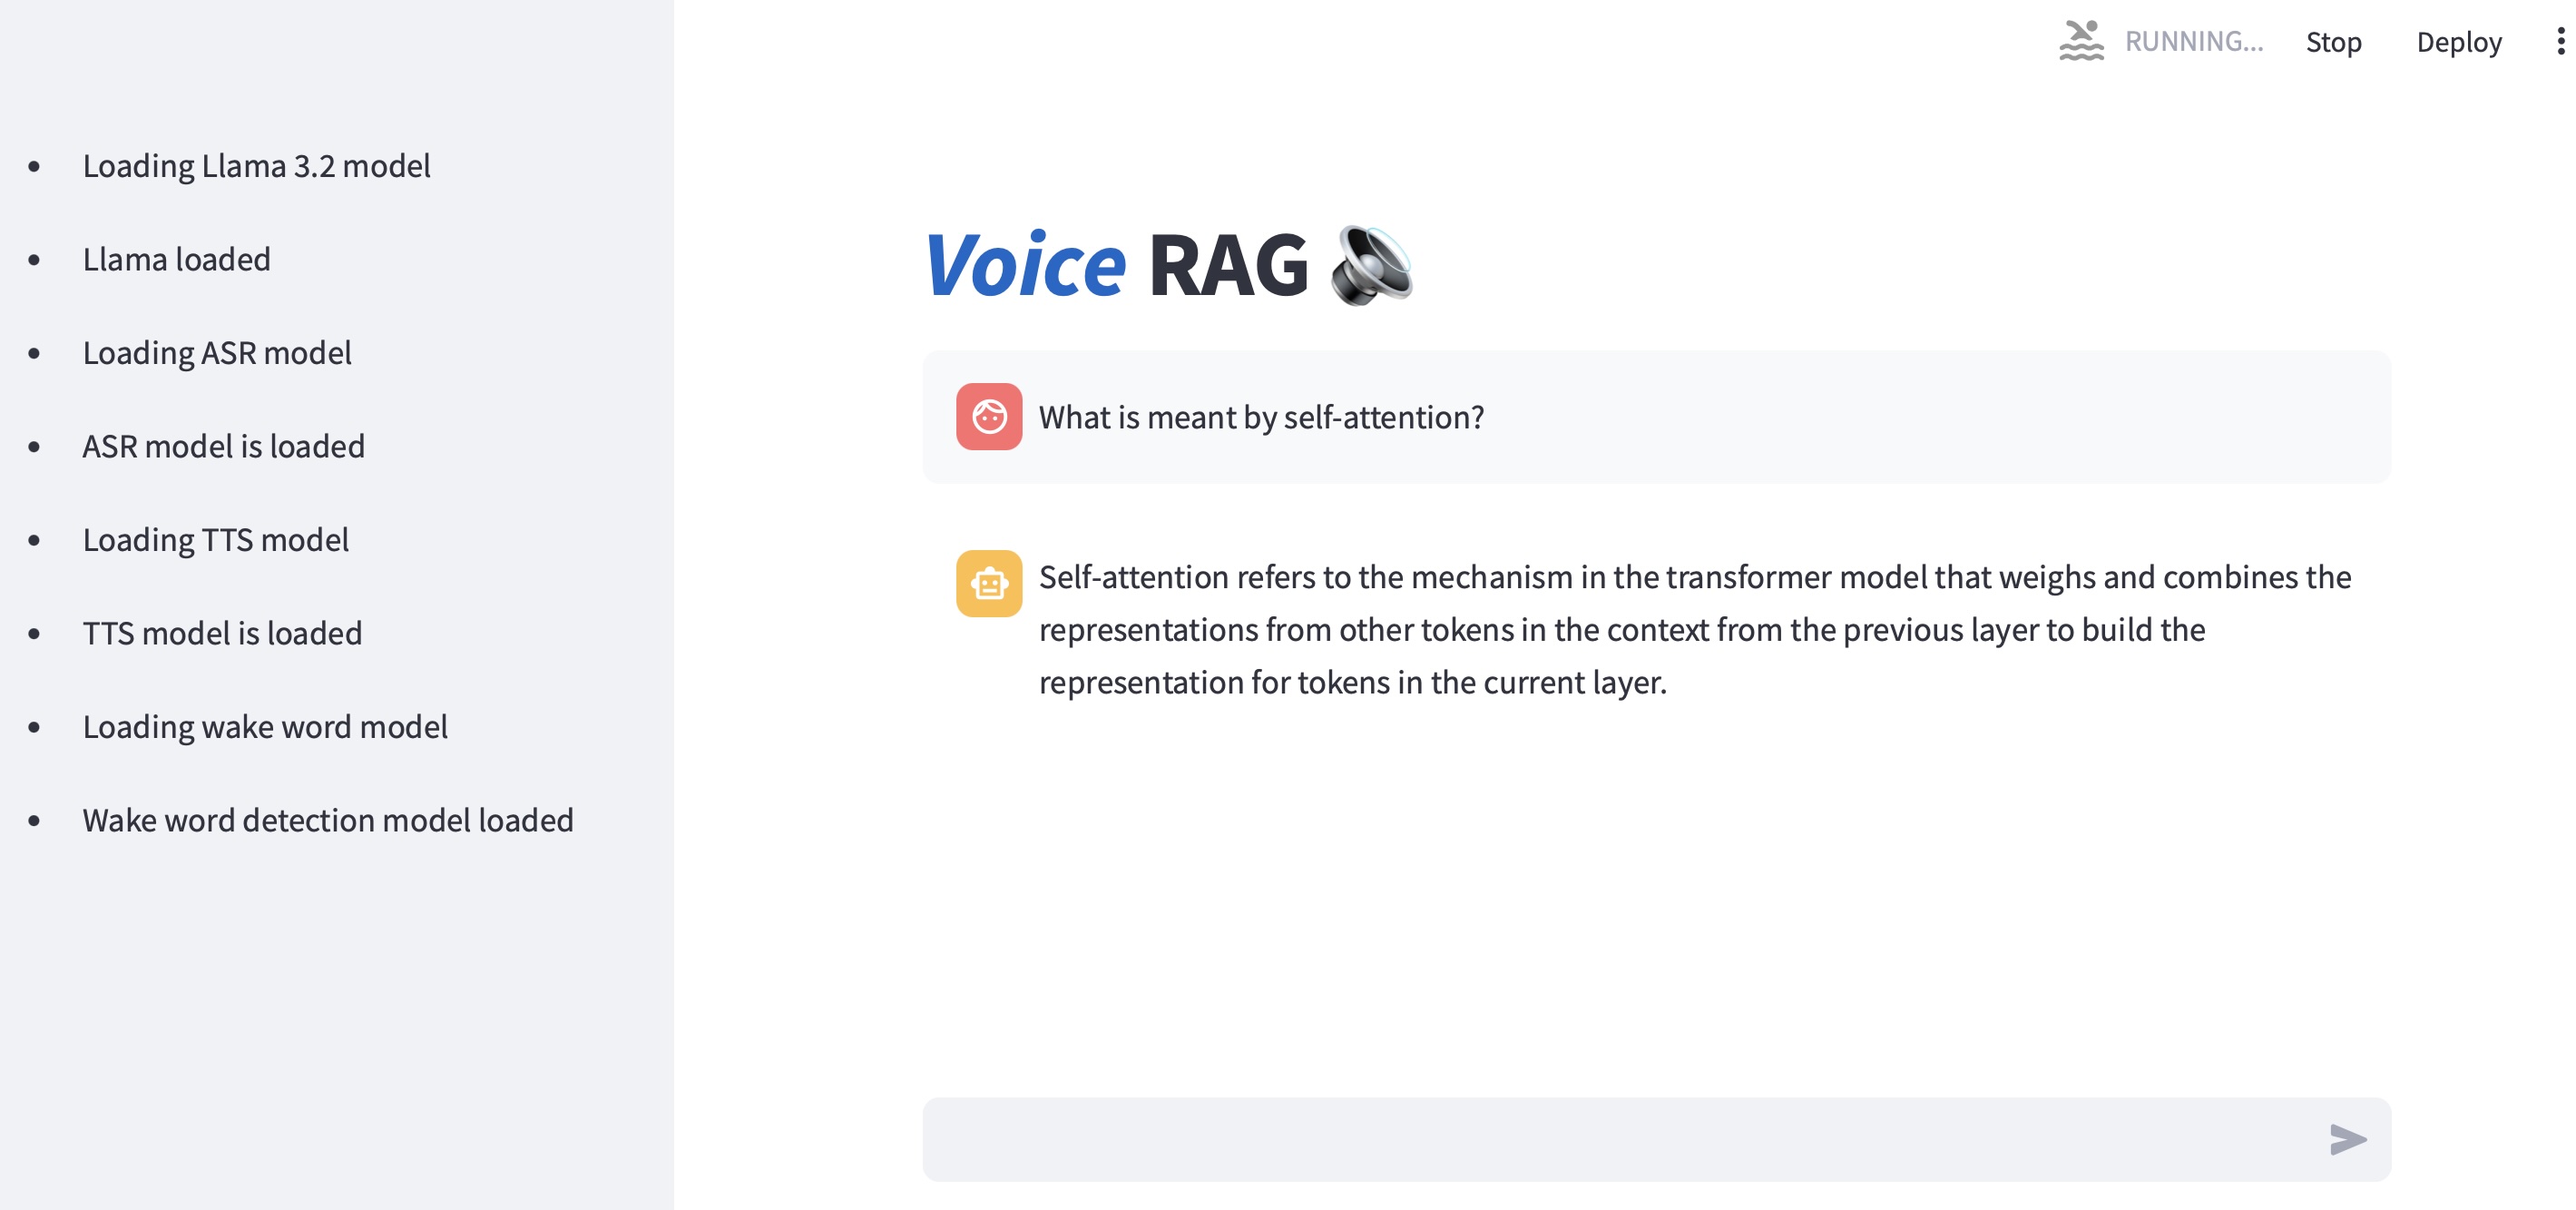 RUNNING...
Stop
Deploy
Loading Llama 3.2 model
Llama loaded
Loading ASR model
ASR model is loaded
Loading TTS model
TTS model is loaded
Loading wake word model
Wake word detection model loaded
Voice RAG
What is meant by self-attention?
Self-attention refers to the mechanism in the transformer model that weighs and combines the
representations from other tokens in the context from the previous layer to build the
representation for tokens in the current layer.